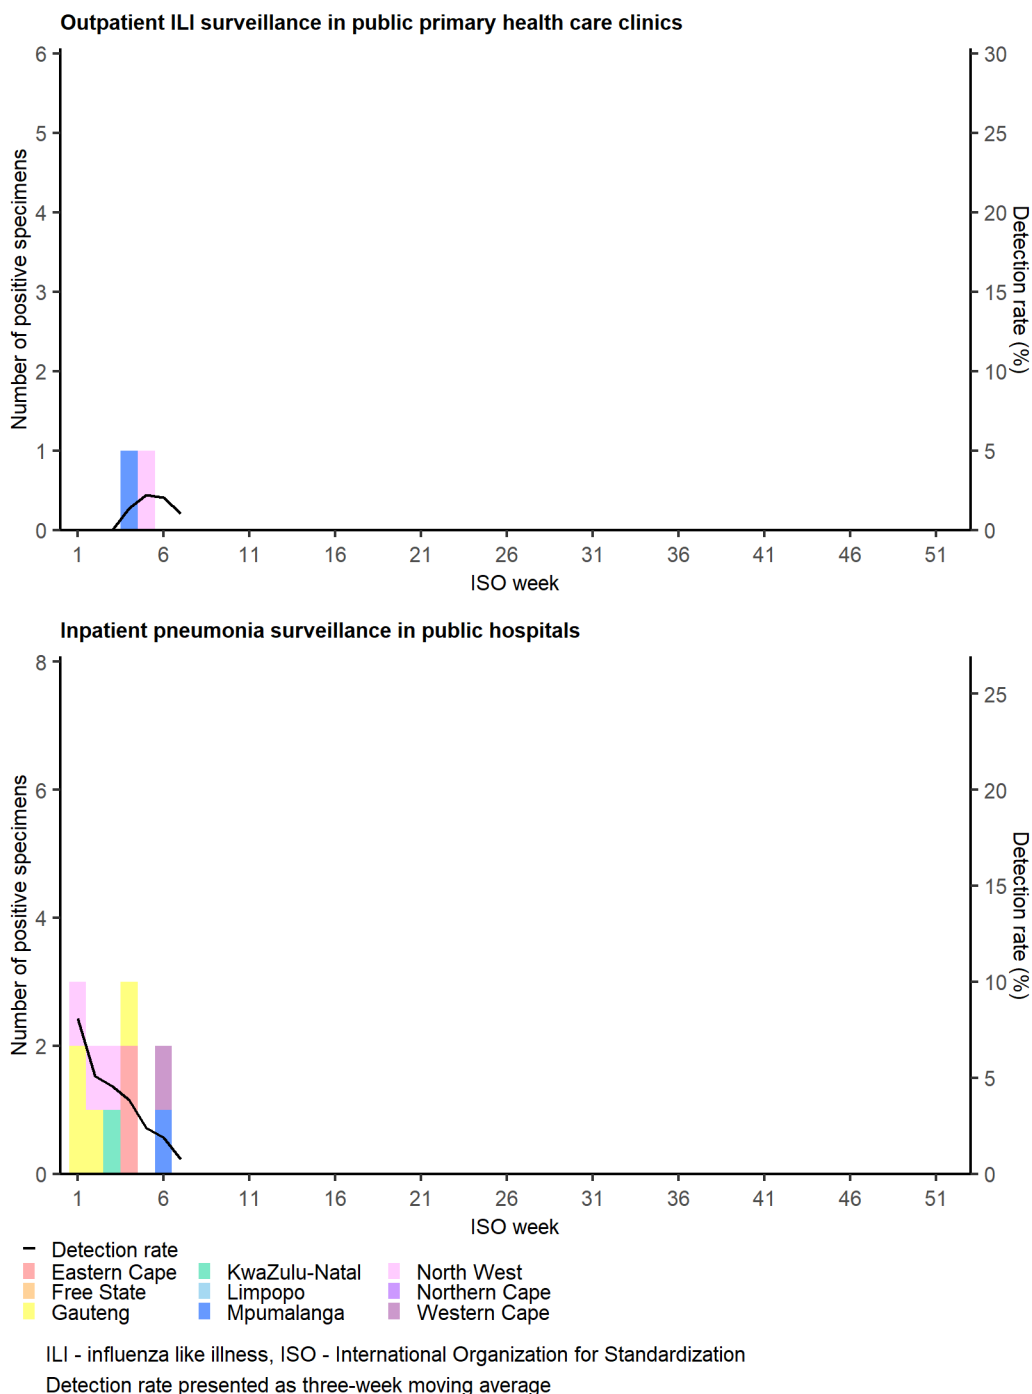 Outpatient ILI surveillance in public primary health care clinics
6
5
4
3
2
1
0
Number of positive specimens
30
25
20
15
10
5
0
Detection rate (%)
1 6 11 16 21 26 31 36 41 46 51
ISO week
Inpatient pneumonia surveillance in public hospitals
8
6
4
2
0
Number of positive specimens
25
20
15
10
5
0
Detection rate (%)
1 6 11 16 21 26 31 36 41 46 51
ISO week
Detection rate
Eastern Cape KwaZulu-Natal North West
Free State Limpopo Northern Cape
Gauteng Mpumalanga Western Cape
ILI - influenza like illness, ISO - International Organization for Standardization
Detection rate presented as three-week moving average